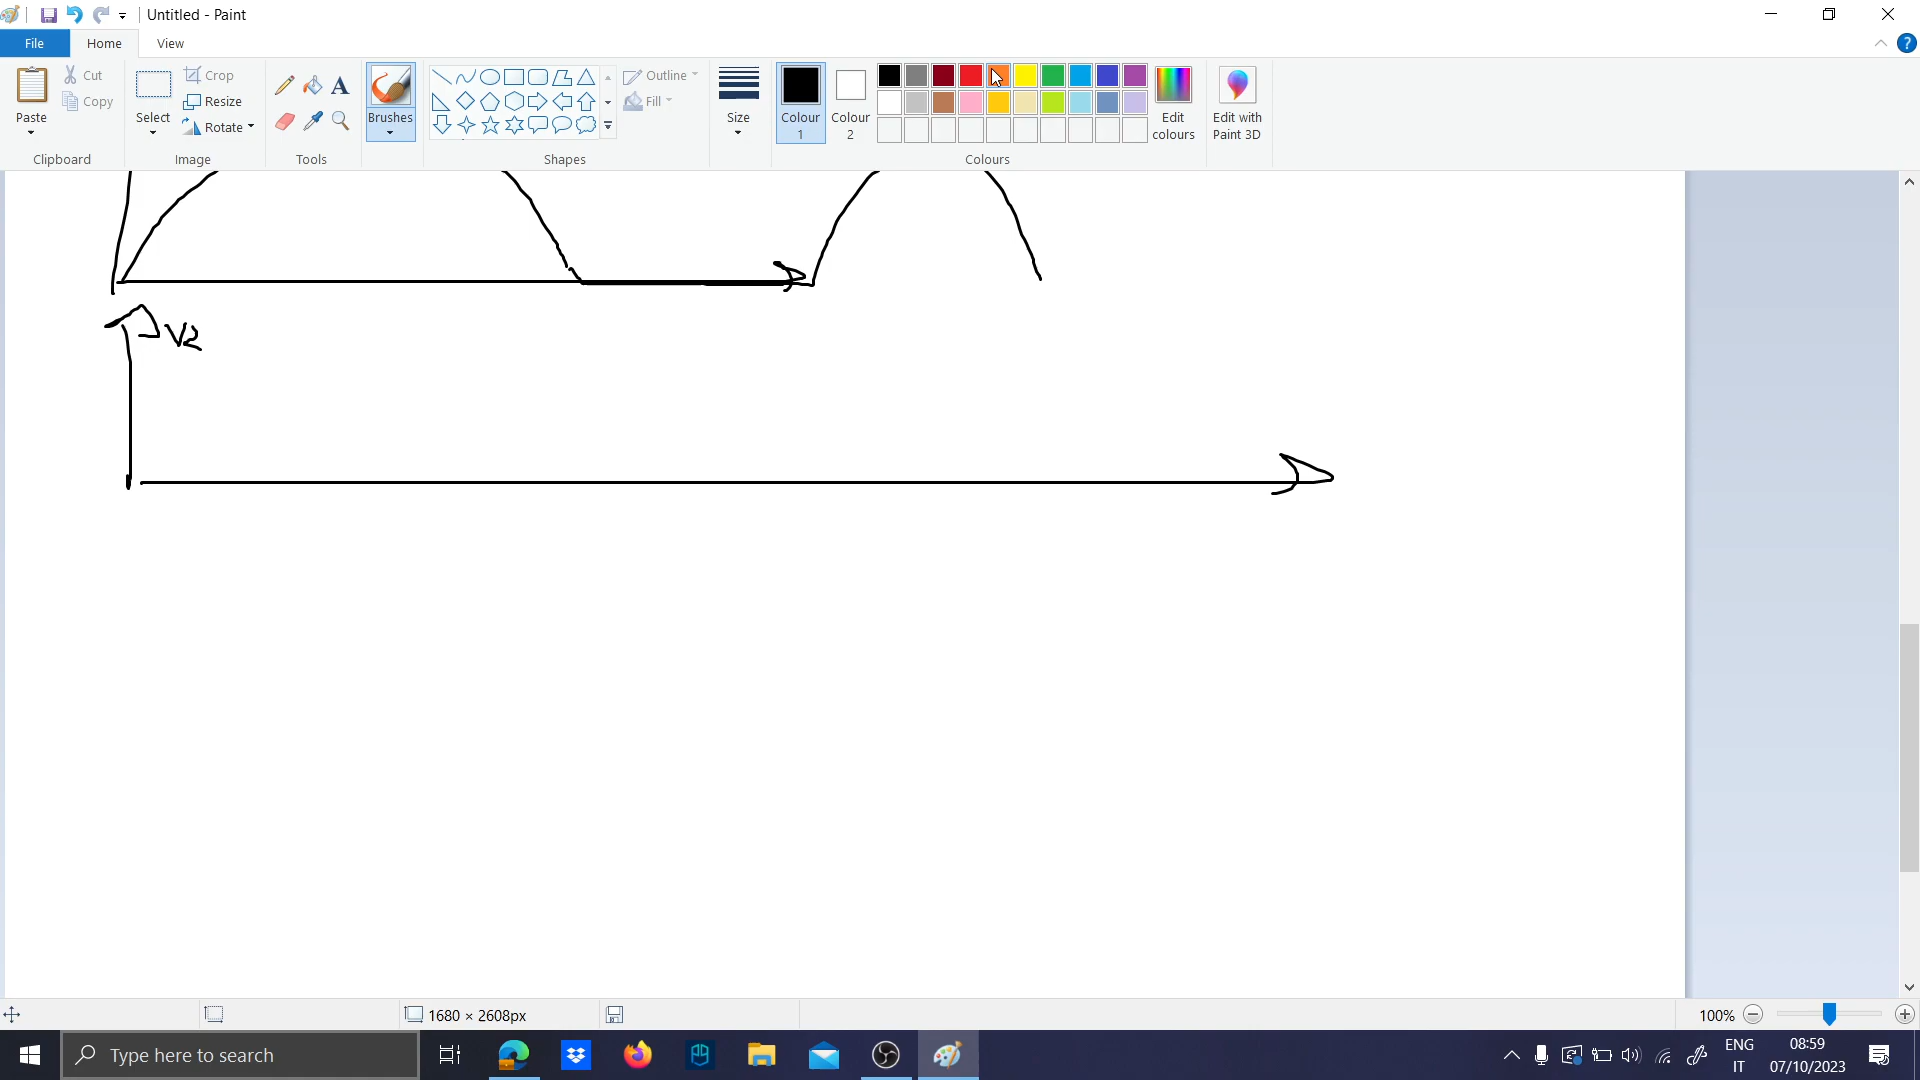 Untitled - Paint
File Home View
Paste
Cut
Copy
Clipboard
Select
Crop
Resize
Rotate
Image
Tools
Brushes
Outline
Fill
Shapes
Size
Colour 1
Colour 2
Edit colours
Colours
Edit with Paint 3D
V2
1680 × 2608px
100%
Type here to search
ENG
IT
08:59
07/10/2023